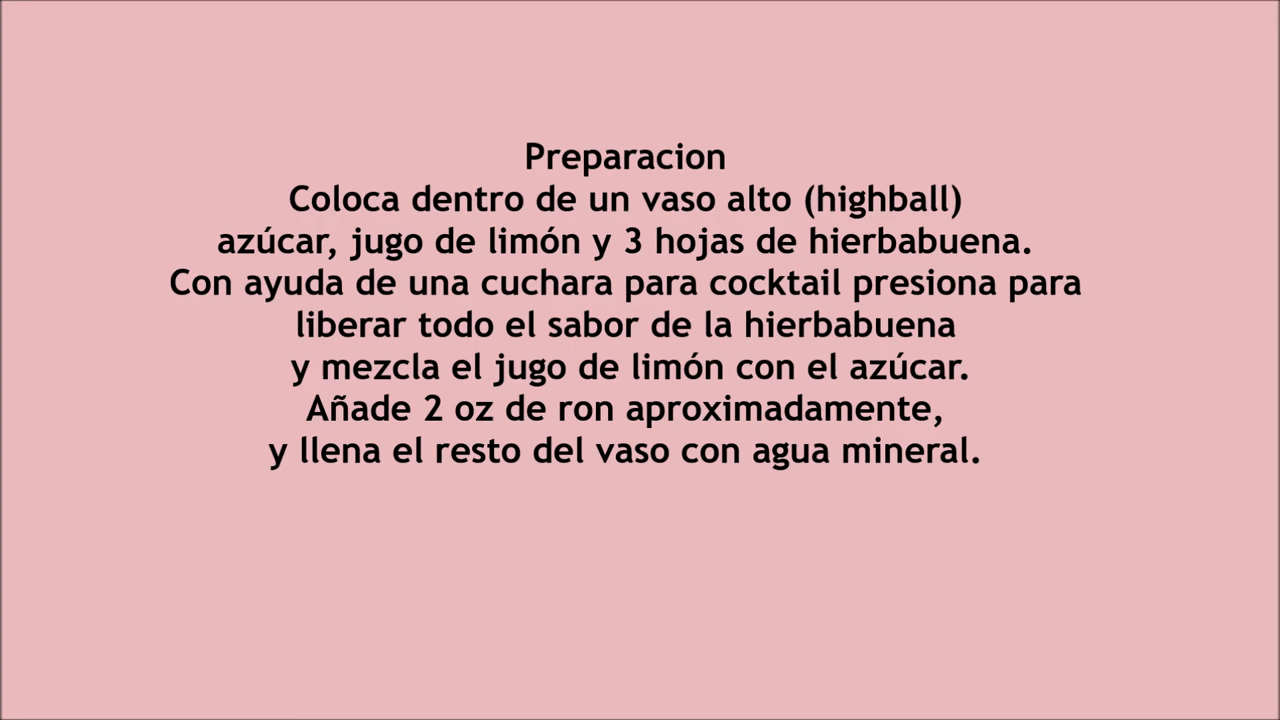 Preparacion
Coloca dentro de un vaso alto (highball)
azúcar, jugo de limón y 3 hojas de hierbabuena.
Con ayuda de una cuchara para cocktail presiona para
liberar todo el sabor de la hierbabuena
y mezcla el jugo de limón con el azúcar.
Añade 2 oz de ron aproximadamente,
y llena el resto del vaso con agua mineral.